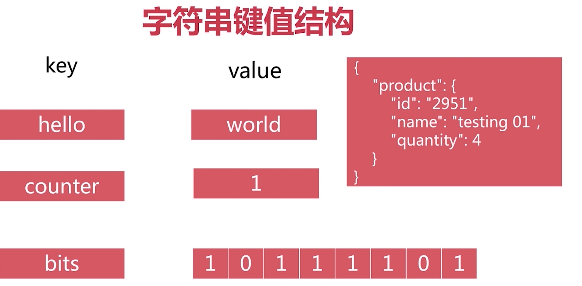 字符串键值结构
key value
hello world
counter 1
bits 1 0 1 1 1 1 0 1
{
"product": {
"id": "2951",
"name": "testing 01",
"quantity": 4
}
}